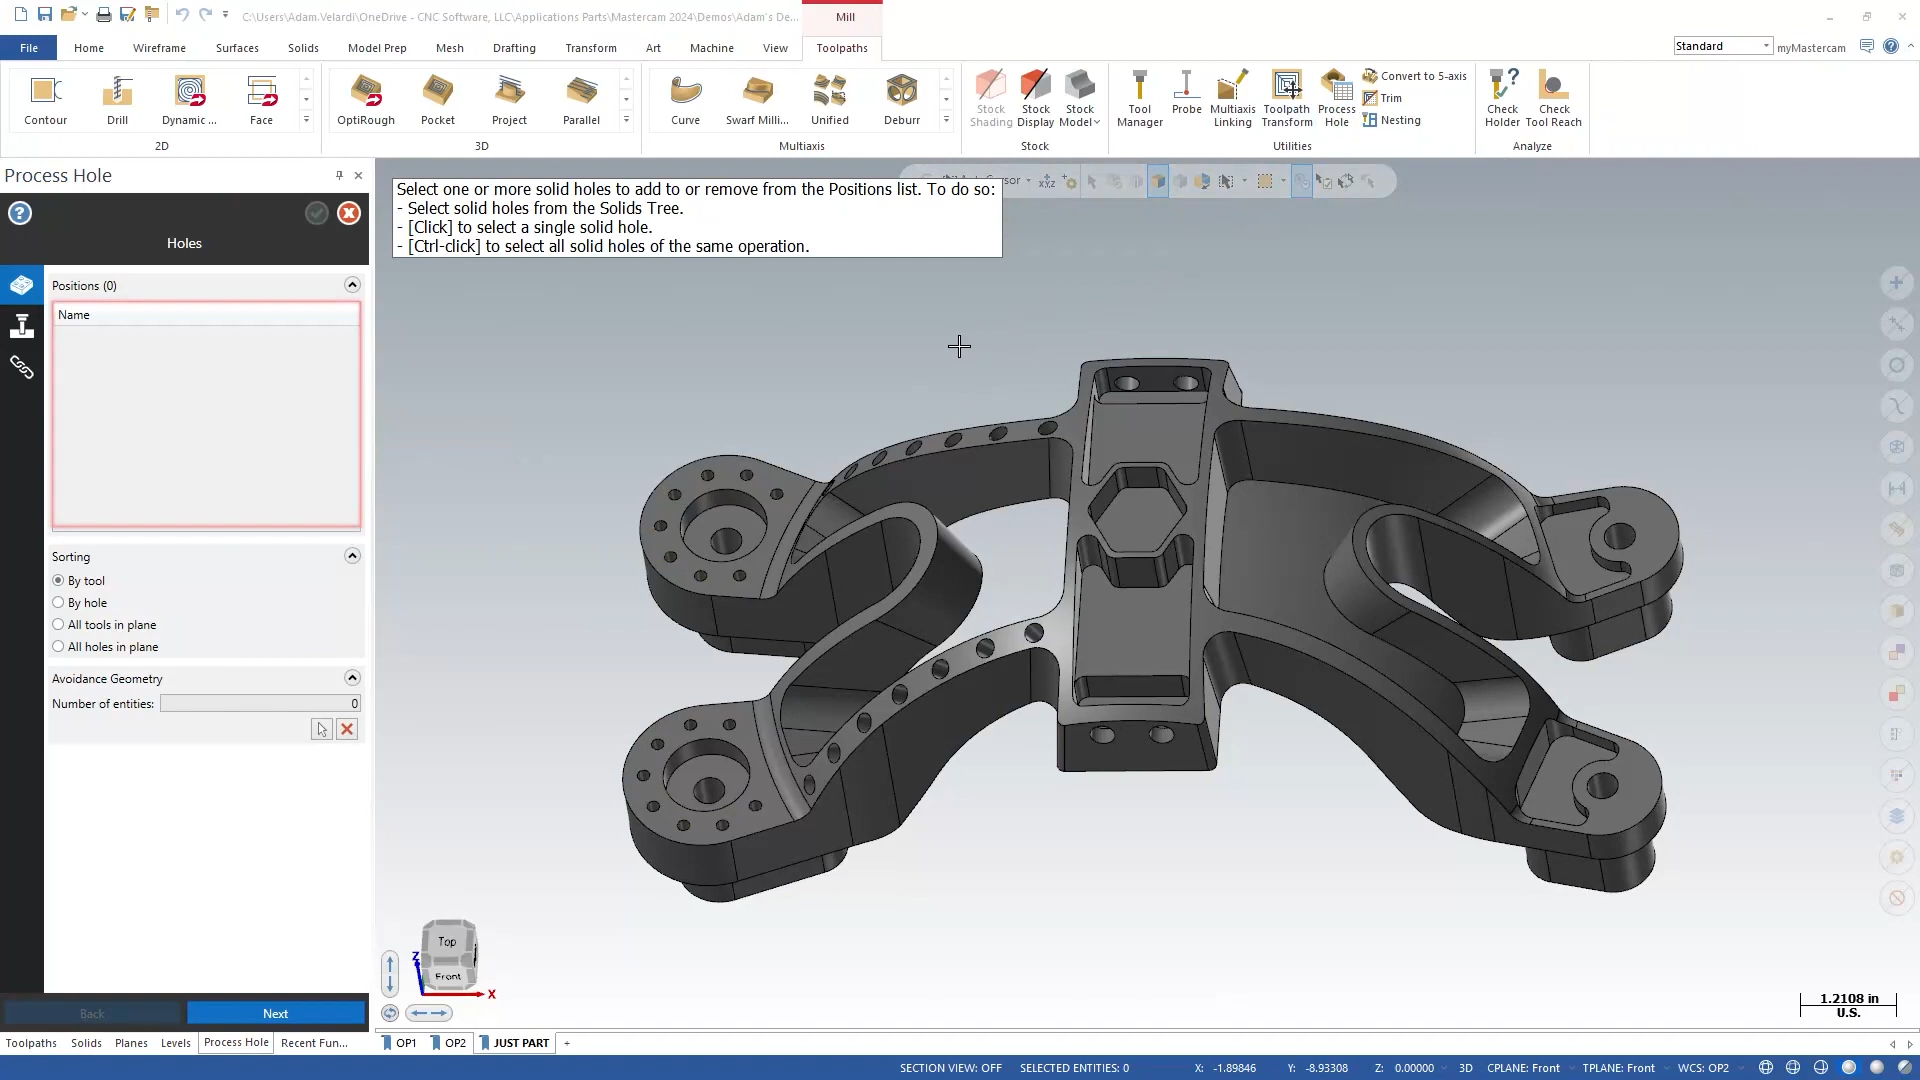 C:\Users\Adam.Velardi\OneDrive - CNC Software, LLC\Applications Parts\Mastercam 2024\Demos\Adam's De...
Mill
File Home Wireframe Surfaces Solids Model Prep Mesh Drafting Transform Art Machine View Toolpaths
Standard myMastercam
Contour Drill Dynamic ... Face
2D
OptiRough Pocket Project Parallel
3D
Curve Swarf Milli... Unified Deburr
Multiaxis
Stock Shading
Stock Display
Stock Model
Stock
Tool Manager
Probe
Multiaxis Linking
Toolpath Transform
Process Hole
Convert to 5-axis
Trim
Nesting
Utilities
Check Holder
Check Tool Reach
Analyze
Process Hole
Holes
Positions (0)
Name
Sorting
By tool
By hole
All tools in plane
All holes in plane
Avoidance Geometry
Number of entities: 0
Back Next
Toolpaths Solids Planes Levels Process Hole Recent Fun...
Select one or more solid holes to add to or remove from the Positions list. To do so:
- Select solid holes from the Solids Tree.
- [Click] to select a single solid hole.
- [Ctrl-click] to select all solid holes of the same operation.
Top
Front
Z
X
1.2108 in
U.S.
OP1 OP2 JUST PART +
SECTION VIEW: OFF SELECTED ENTITIES: 0 X: -1.89846 Y: -8.93308 Z: 0.00000 3D CPLANE: Front TPLANE: Front WCS: OP2